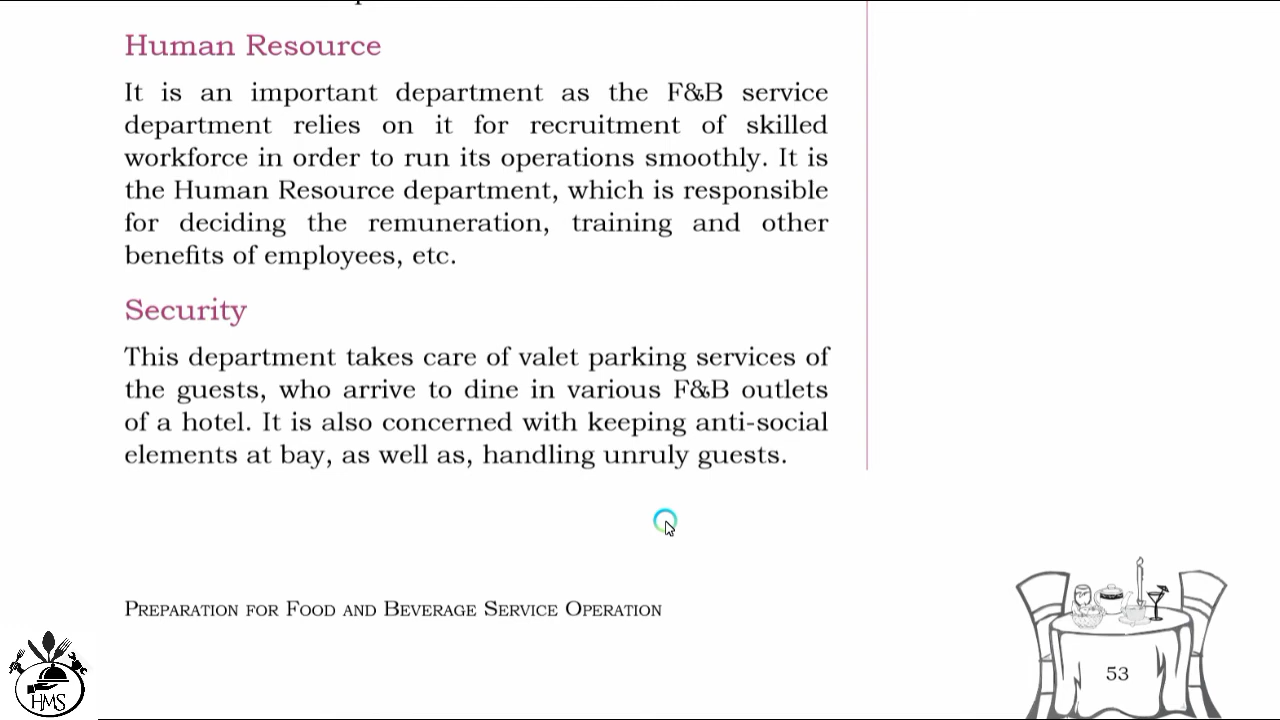 Human Resource
It is an important department as the F&B service
department relies on it for recruitment of skilled
workforce in order to run its operations smoothly. It is
the Human Resource department, which is responsible
for deciding the remuneration, training and other
benefits of employees, etc.
Security
This department takes care of valet parking services of
the guests, who arrive to dine in various F&B outlets
of a hotel. It is also concerned with keeping anti-social
elements at bay, as well as, handling unruly guests.
PREPARATION FOR FOOD AND BEVERAGE SERVICE OPERATION
53
HMS